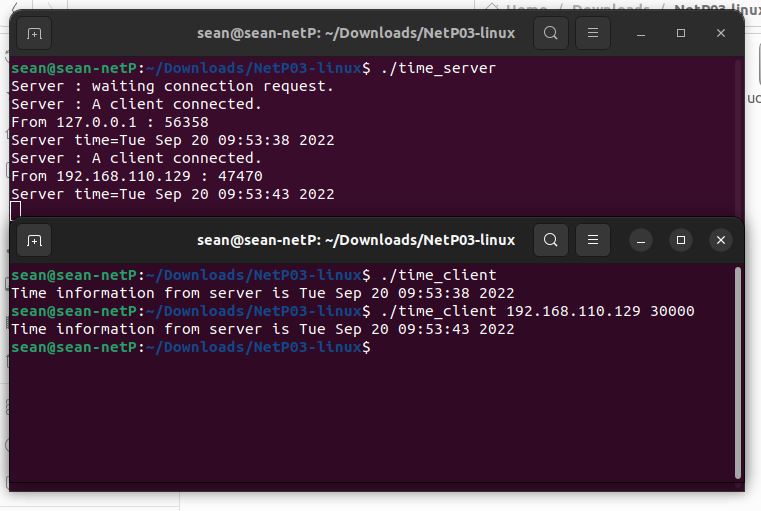 Home / Downloads / NetP03-linux
sean@sean-netP: ~/Downloads/NetP03-linux
sean@sean-netP:~/Downloads/NetP03-linux$ ./time_server
Server : waiting connection request.
Server : A client connected.
From 127.0.0.1 : 56358
Server time=Tue Sep 20 09:53:38 2022
Server : A client connected.
From 192.168.110.129 : 47470
Server time=Tue Sep 20 09:53:43 2022
sean@sean-netP: ~/Downloads/NetP03-linux
sean@sean-netP:~/Downloads/NetP03-linux$ ./time_client
Time information from server is Tue Sep 20 09:53:38 2022
sean@sean-netP:~/Downloads/NetP03-linux$ ./time_client 192.168.110.129 30000
Time information from server is Tue Sep 20 09:53:43 2022
sean@sean-netP:~/Downloads/NetP03-linux$